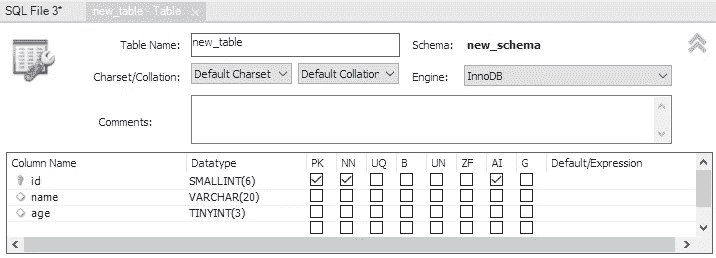 SQL File 3* new_table - Table
Table Name: new_table Schema: new_schema
Charset/Collation: Default Charset Default Collation Engine: InnoDB
Comments:
Column Name Datatype PK NN UQ B UN ZF AI G Default/Expression
id SMALLINT(6)
name VARCHAR(20)
age TINYINT(3)